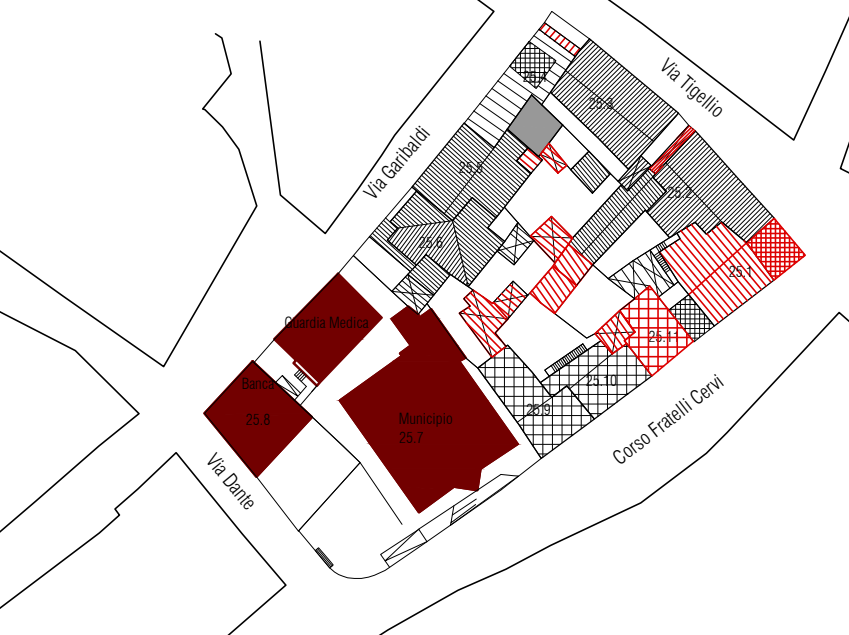 Via Tigellio
25.4
25.3
Via Garibaldi
25.5
25.2
25.6
25.1
Guardia Medica
25.11
Banca
25.10
25.8
25.9
Municipio
25.7
Corso Fratelli Cervi
Via Dante